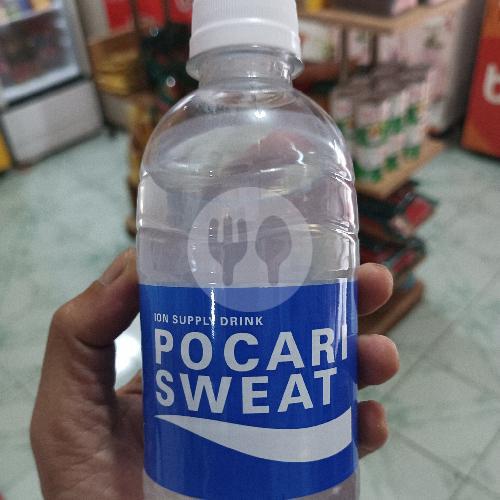 ION SUPPLY DRINK
POCARI
SWEAT